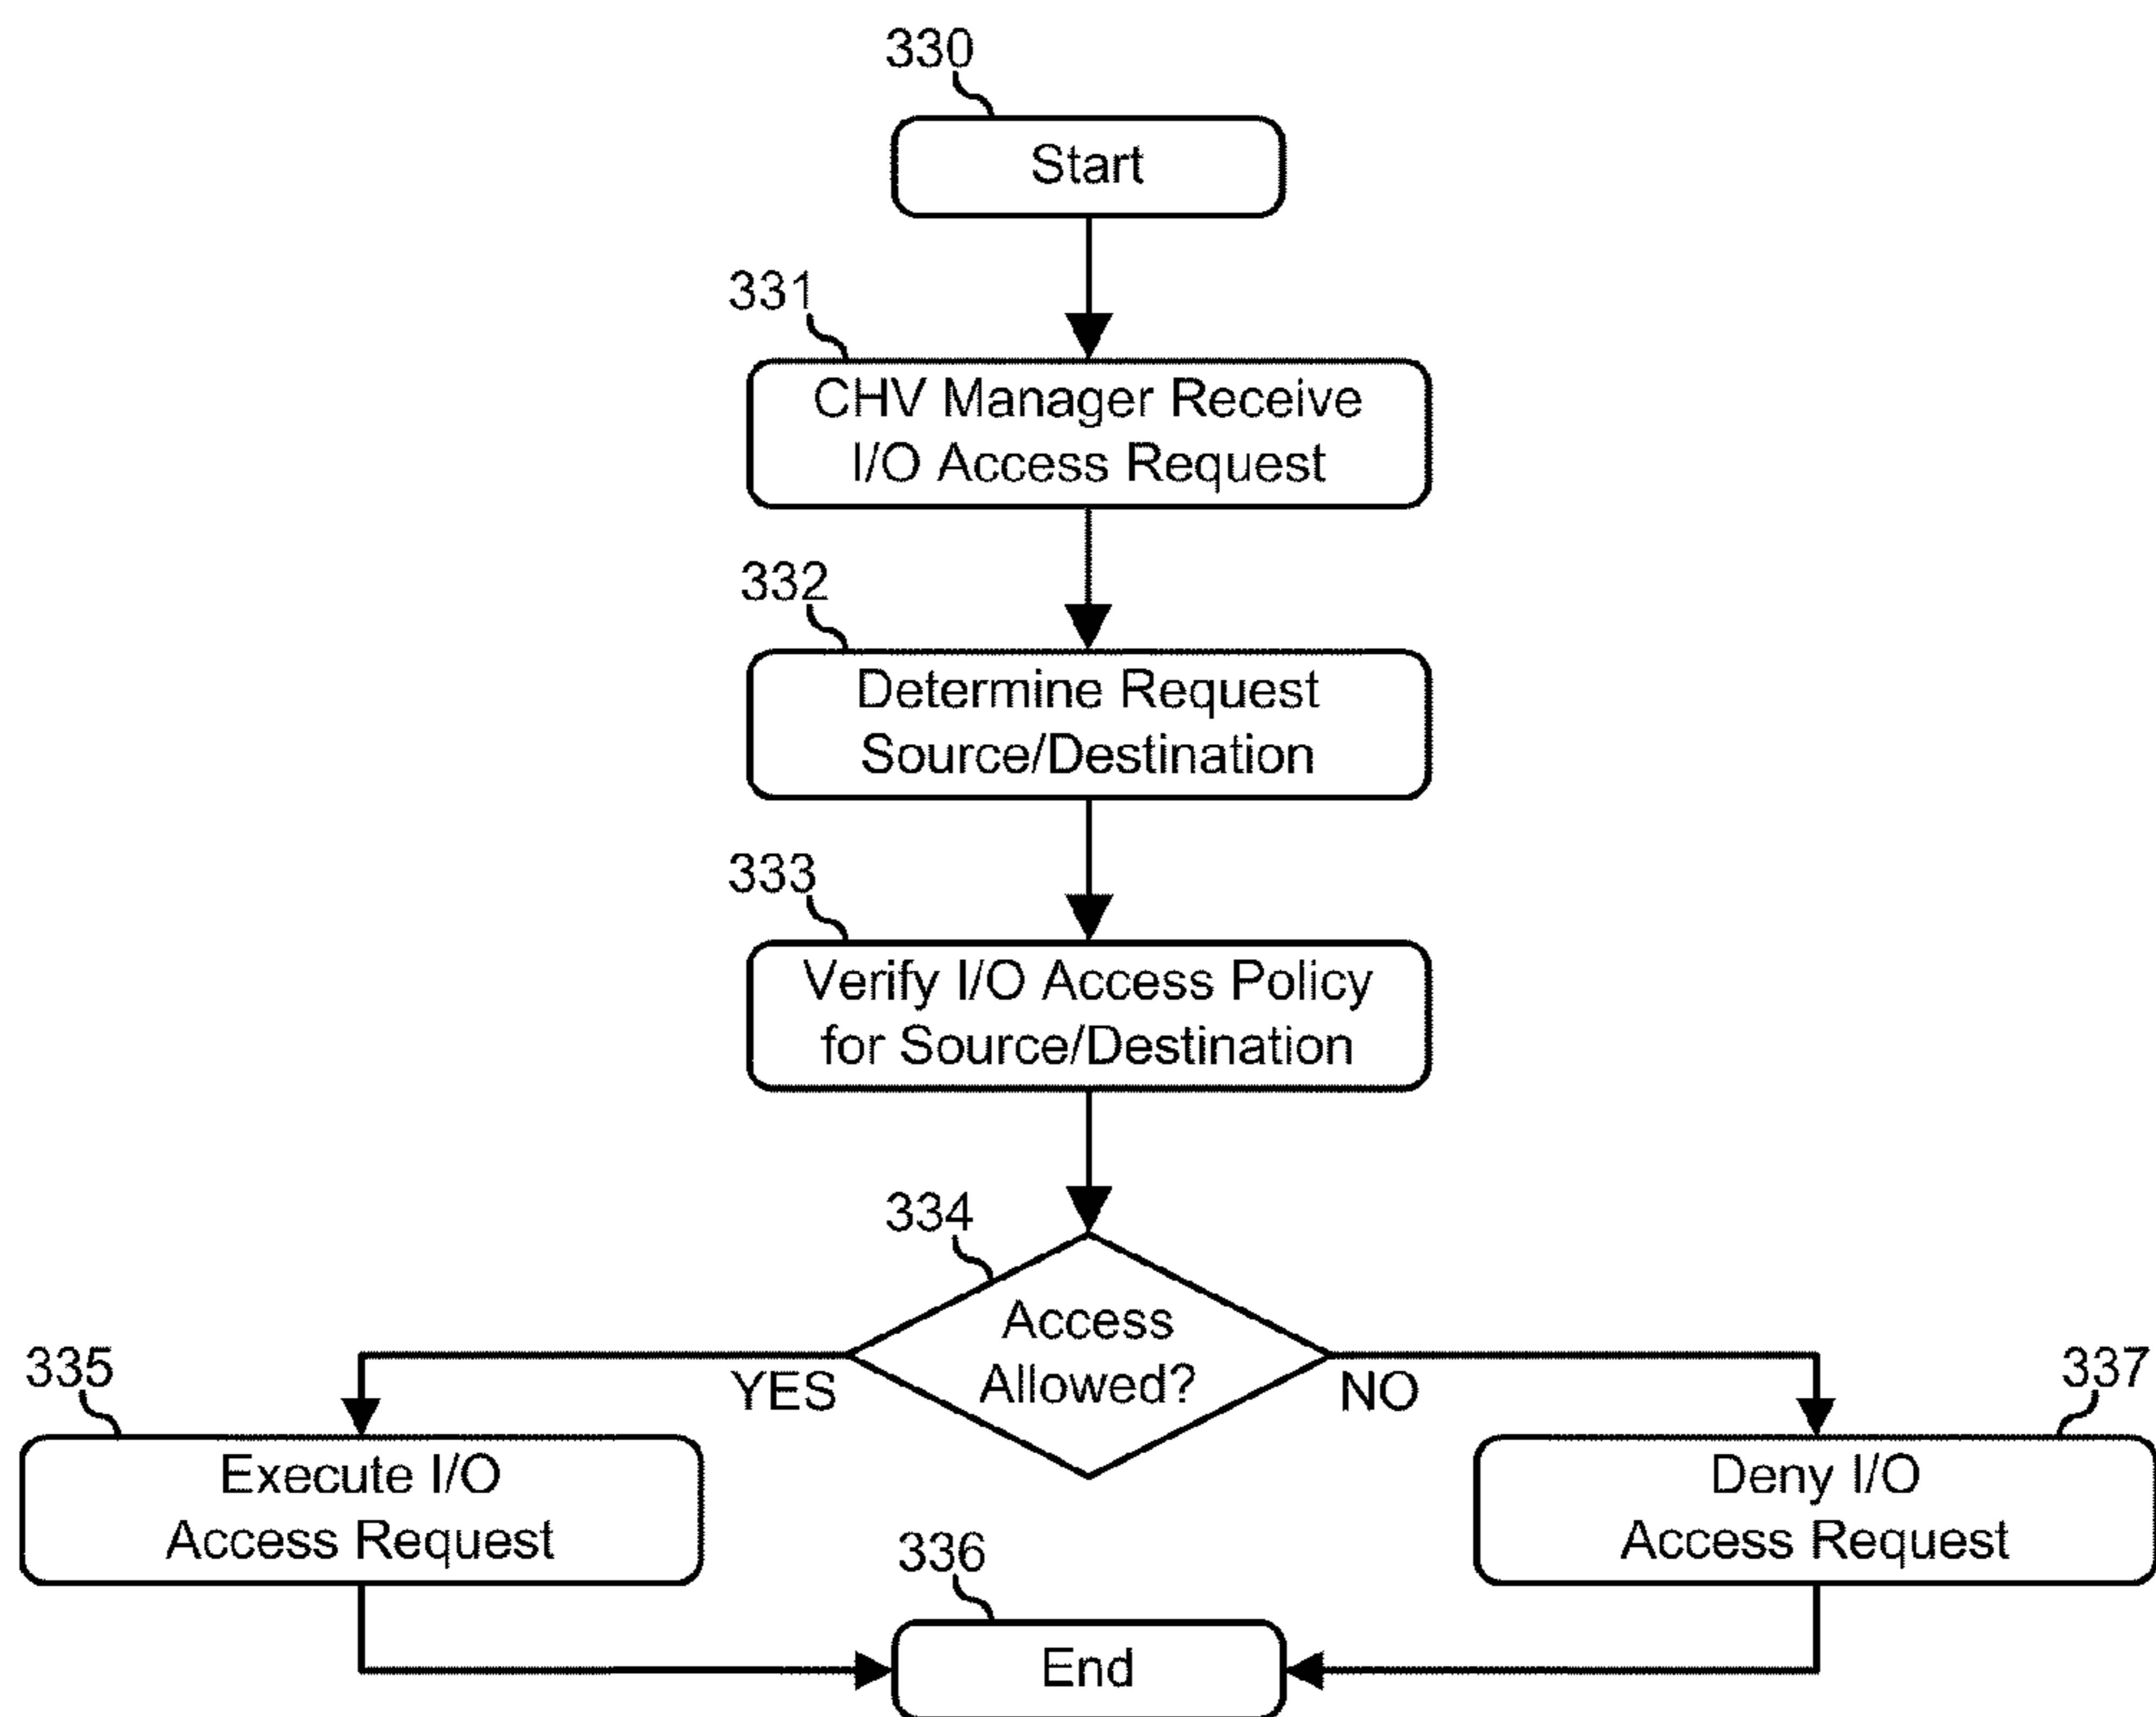 330
Start
331
CHV Manager Receive
I/O Access Request
332
Determine Request
Source/Destination
333
Verify I/O Access Policy
for Source/Destination
334
Access
Allowed?
YES
NO
335
Execute I/O
Access Request
337
Deny I/O
Access Request
336
End